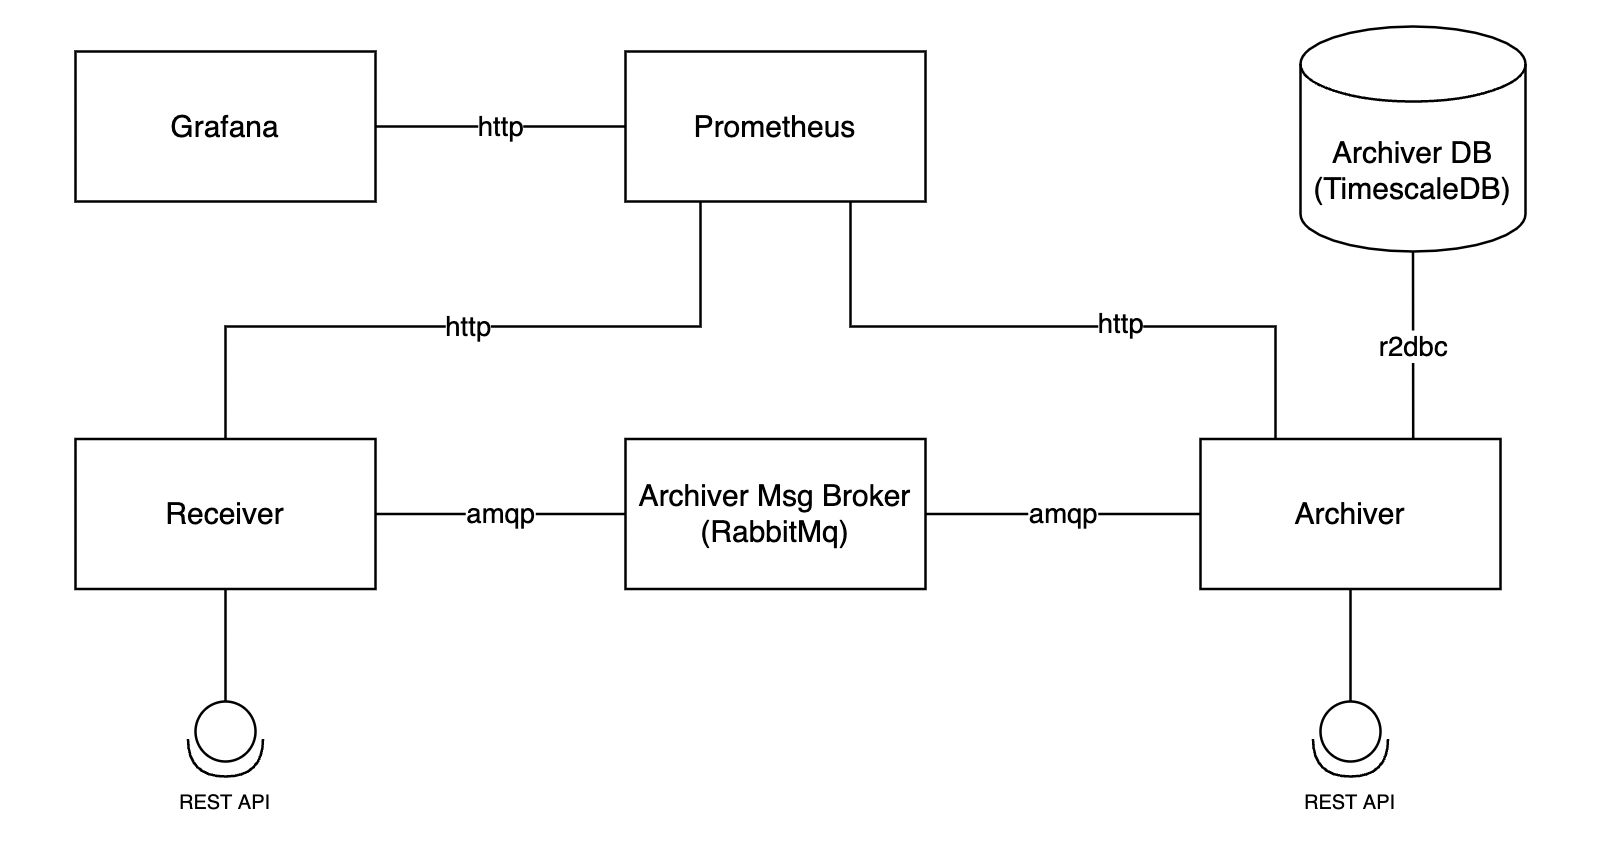 Grafana
http
Prometheus
Archiver DB
(TimescaleDB)
http
http
r2dbc
Receiver
amqp
Archiver Msg Broker
(RabbitMq)
amqp
Archiver
REST API
REST API